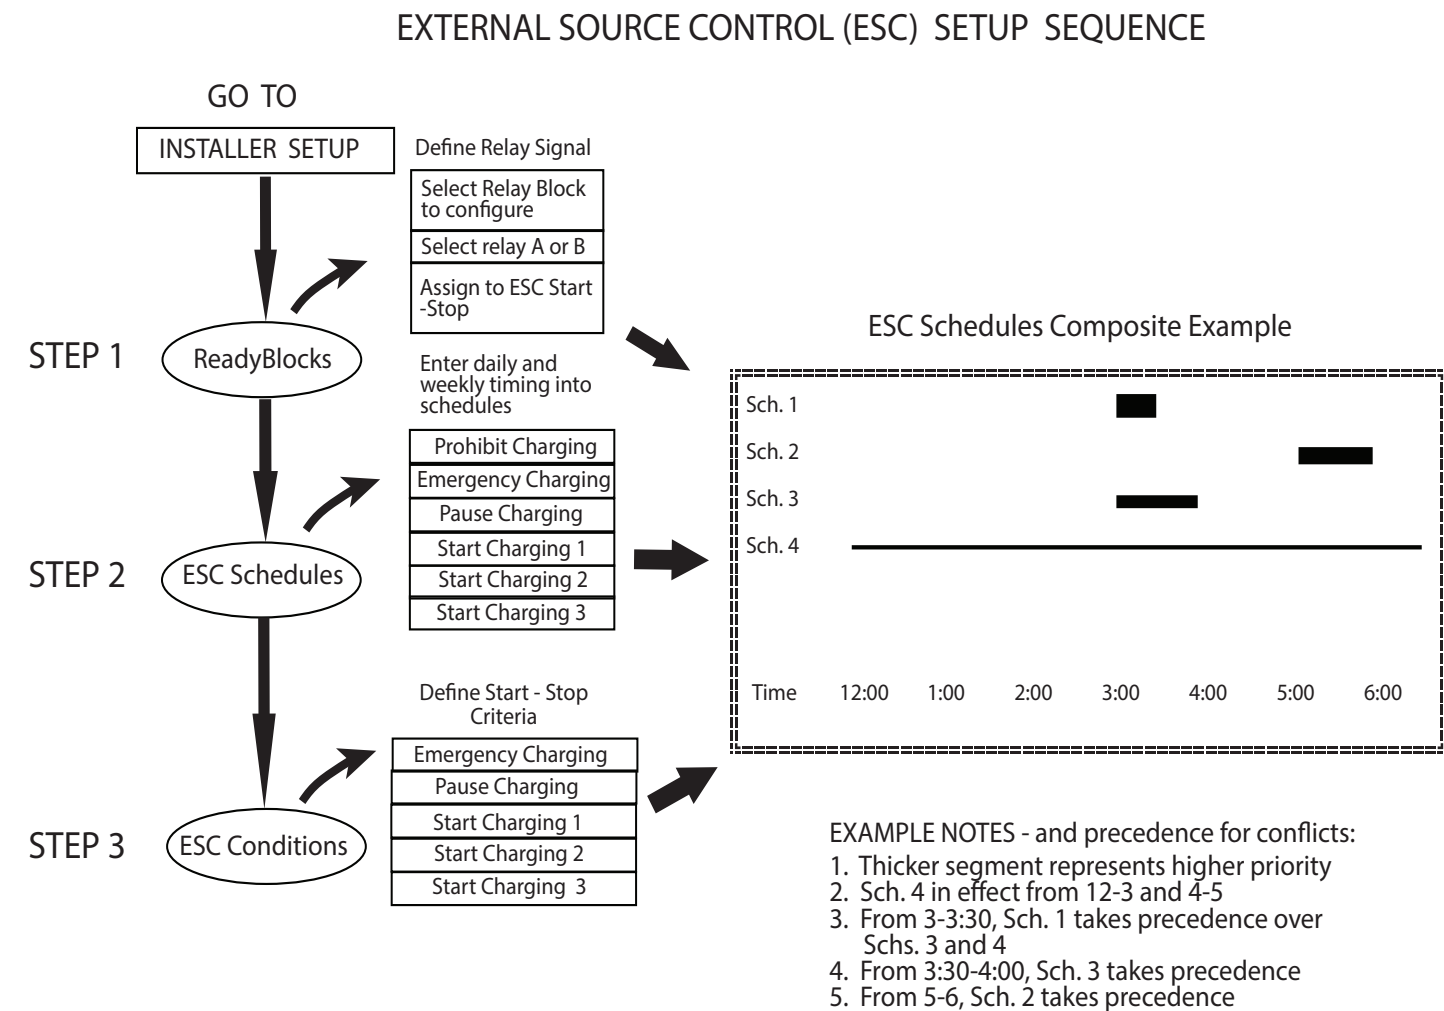 EXTERNAL SOURCE CONTROL (ESC) SETUP SEQUENCE
GO TO
INSTALLER SETUP
Define Relay Signal
Select Relay Block
to configure
Select relay A or B
Assign to ESC Start
-Stop
STEP 1
ReadyBlocks
Enter daily and
weekly timing into
schedules
Prohibit Charging
Emergency Charging
Pause Charging
Start Charging 1
Start Charging 2
Start Charging 3
STEP 2
ESC Schedules
Define Start - Stop
Criteria
Emergency Charging
Pause Charging
Start Charging 1
Start Charging 2
Start Charging 3
STEP 3
ESC Conditions
ESC Schedules Composite Example
Sch. 1
Sch. 2
Sch. 3
Sch. 4
Time 12:00 1:00 2:00 3:00 4:00 5:00 6:00
EXAMPLE NOTES - and precedence for conflicts:
1. Thicker segment represents higher priority
2. Sch. 4 in effect from 12-3 and 4-5
3. From 3-3:30, Sch. 1 takes precedence over
Schs. 3 and 4
4. From 3:30-4:00, Sch. 3 takes precedence
5. From 5-6, Sch. 2 takes precedence